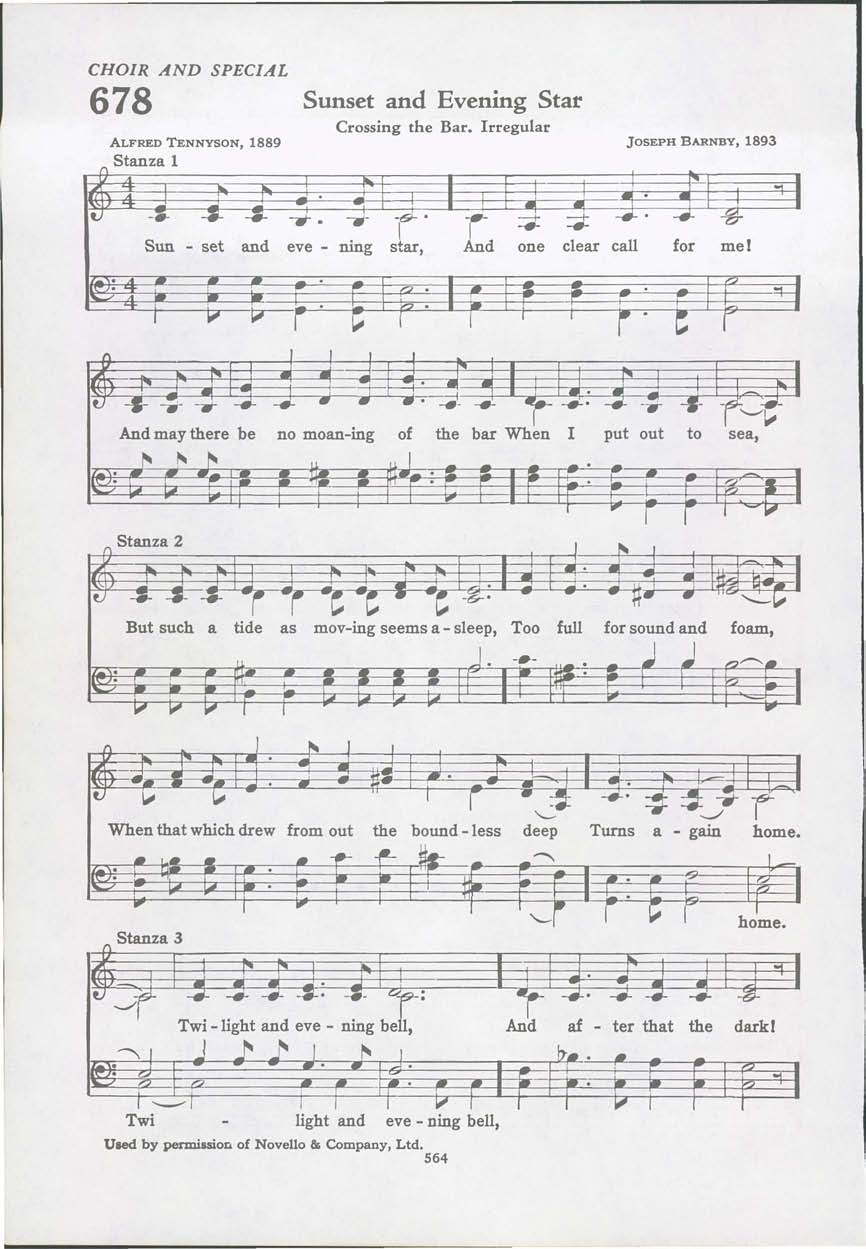 CHOIR AND SPECIAL
678 Sunset and Evening Star
Crossing the Bar. Irregular
ALFRED TENNYSON, 1889 JOSEPH BARNBY, 1893
Stanza 1
4 4
Sun - set and eve - ning star, And one clear call for me!
4 4
And may there be no moan-ing of the bar When I put out to sea,
Stanza 2
But such a tide as mov-ing seems a - sleep, Too full for sound and foam,
When that which drew from out the bound - less deep Turns a - gain home.
home.
Stanza 3
Twi - light and eve - ning bell, And af - ter that the dark!
Twi - light and eve - ning bell,
Used by permission of Novello & Company, Ltd.
564